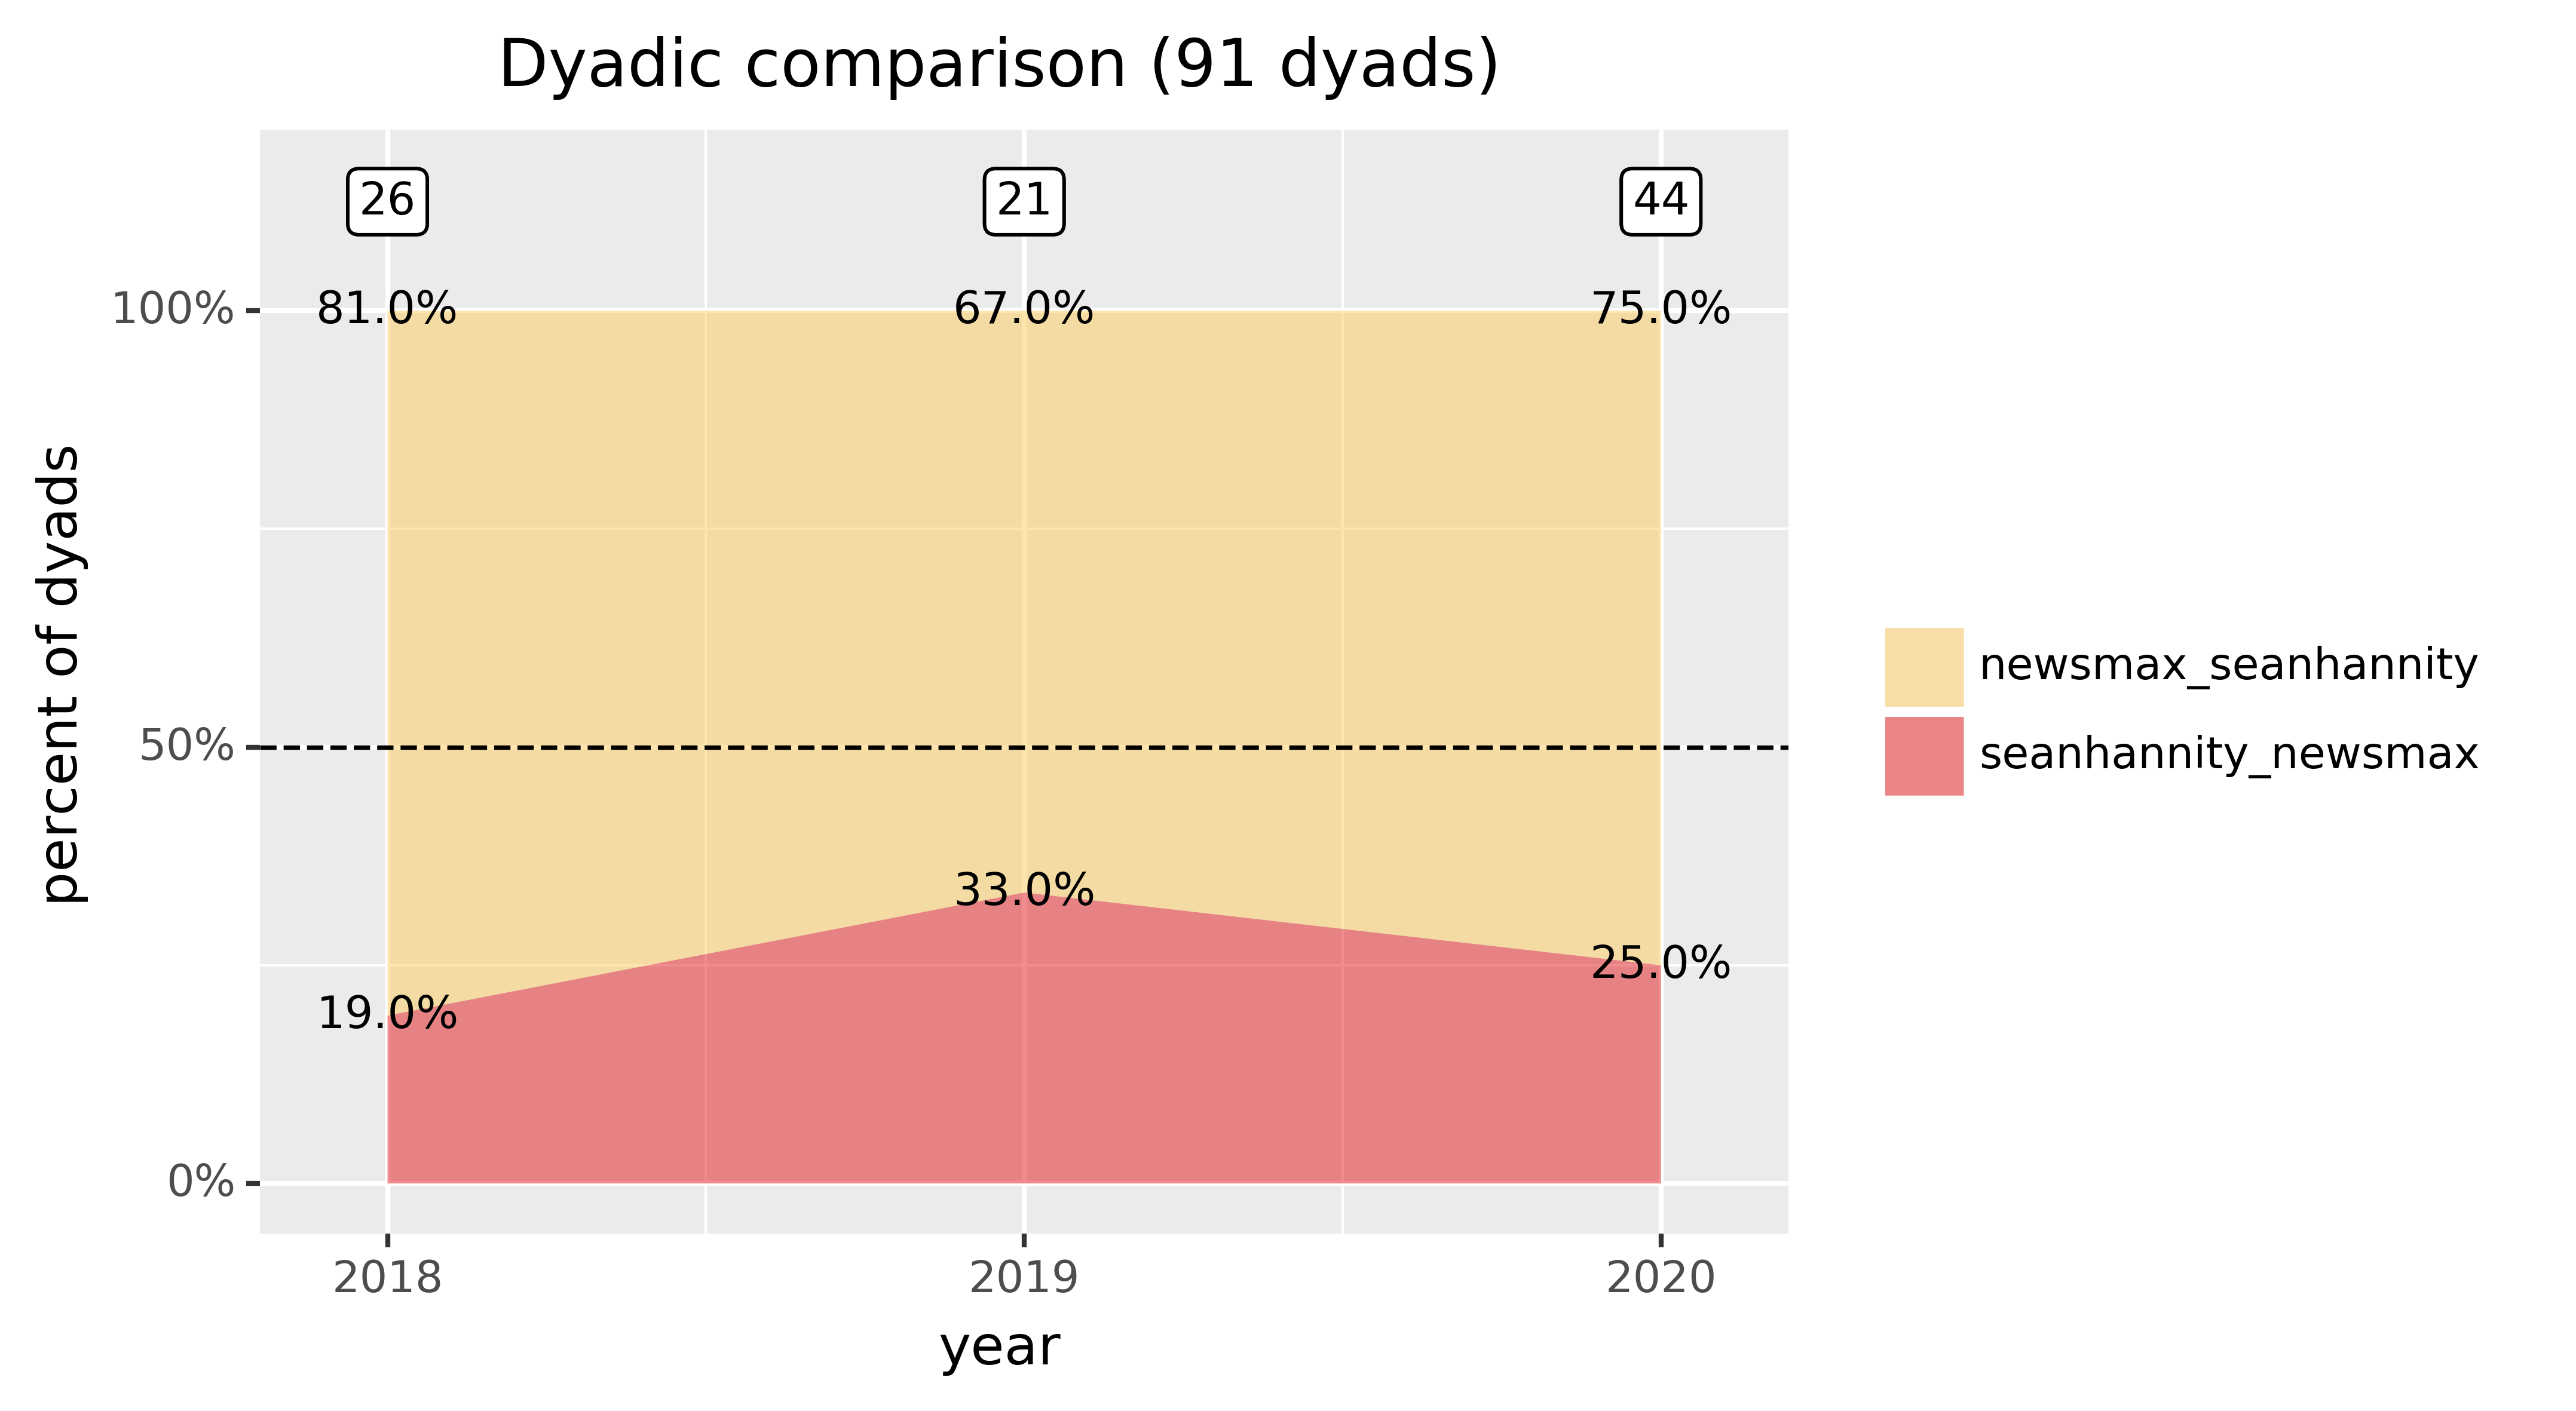 Dyadic comparison (91 dyads)
26 21 44
100% 81.0% 67.0% 75.0%
percent of dyads
newsmax_seanhannity
50%
seanhannity_newsmax
33.0%
25.0%
19.0%
0%
2018 2019 2020
year